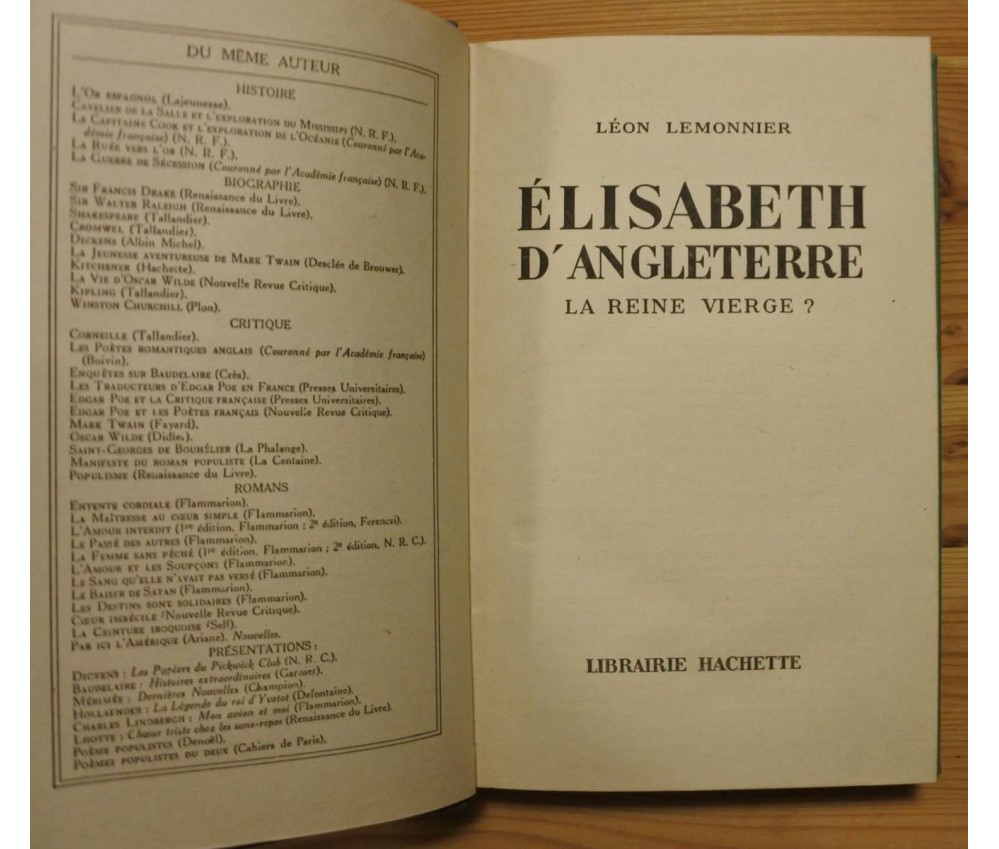 DU MÊME AUTEUR
HISTOIRE
L'OR ESPAGNOL (Lajeunesse).
CAVELIER DE LA SALLE ET L'EXPLORATION DU MISSISSIPI (N. R. F.).
LE CAPITAINE COOK ET L'EXPLORATION DE L'OCÉANIE (Couronné par l'Aca-
démie française) (N. R. F.).
LA RUÉE VERS L'OR (N. R. F.).
LA GUERRE DE SÉCESSION (Couronné par l'Académie française) (N. R. F.).
BIOGRAPHIE
SIR FRANCIS DRAKE (Renaissance du Livre).
SIR WALTER RALEIGH (Renaissance du Livre).
SHAKESPEARE (Tallandier).
CROMWEL (Tallandier).
DICKENS (Albin Michel).
LA JEUNESSE AVENTUREUSE DE MARK TWAIN (Desclée de Brouwer).
KITCHENER (Hachette).
LA VIE D'OSCAR WILDE (Nouvelle Revue Critique).
KIPLING (Tallandier).
WINSTON CHURCHILL (Plon).
CRITIQUE
CORNEILLE (Tallandier).
LES POÈTES ROMANTIQUES ANGLAIS (Couronné par l'Académie française)
(Boivin).
ENQUÊTES SUR BAUDELAIRE (Crès).
LES TRADUCTEURS D'EDGAR POE EN FRANCE (Presses Universitaires).
EDGAR POE ET LA CRITIQUE FRANÇAISE (Presses Universitaires).
EDGAR POE ET LES POÈTES FRANÇAIS (Nouvelle Revue Critique).
MARK TWAIN (Fayard).
OSCAR WILDE (Didier).
SAINT-GEORGES DE BOUHÉLIER (La Phalange).
MANIFESTE DU ROMAN POPULISTE (La Centaine).
POPULISME (Renaissance du Livre).
ROMANS
ENTENTE CORDIALE (Flammarion).
LA MAÎTRESSE AU CŒUR SIMPLE (Flammarion).
L'AMOUR INTERDIT (1re édition, Flammarion ; 2e édition, Ferenczi).
LE PASSÉ DES AUTRES (Flammarion).
LA FEMME SANS PÉCHÉ (1re édition, Flammarion ; 2e édition, N. R. C.).
L'AMOUR ET LES SOUPÇONS (Flammarion).
LE SANG QU'ELLE N'AVAIT PAS VERSÉ (Flammarion).
LE BAISER DE SATAN (Flammarion).
LES DESTINS SONT SOLIDAIRES (Flammarion).
CŒUR IMBÉCILE (Nouvelle Revue Critique).
LA CEINTURE IROQUOISE (Self).
PAR ICI L'AMÉRIQUE (Ariane). Nouvelles.
PRÉSENTATIONS :
DICKENS : Les Papiers du Pickwick Club (N. R. C.).
BAUDELAIRE : Histoires extraordinaires (Garnier).
MÉRIMÉE : Dernières Nouvelles (Champion).
HOLLAENDER : La Légende du roi d'Yvetot (Defontaine).
CHARLES LINDBERGH : Mon avion et moi (Flammarion).
LHOTTE : Chœur triste chez les sans-repos (Renaissance du Livre).
POÈME POPULISTES (Denoël).
POÈMES POPULISTES DU DEUX (Cahiers de Paris).
LÉON LEMONNIER
ÉLISABETH
D'ANGLETERRE
LA REINE VIERGE ?
LIBRAIRIE HACHETTE